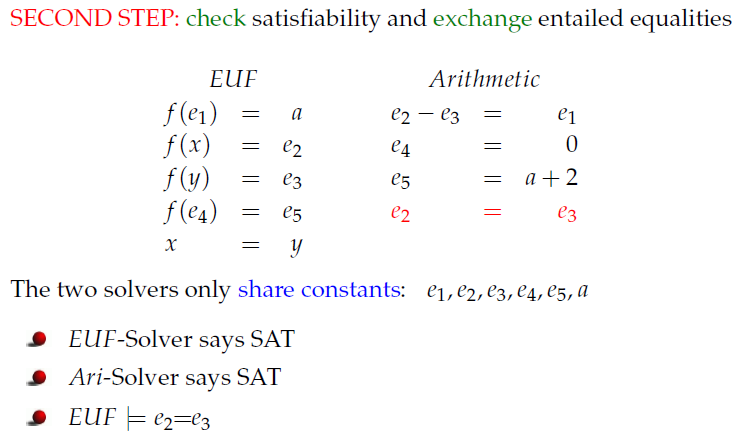 SECOND STEP: check satisfiability and exchange entailed equalities
EUF Arithmetic
f(e₁) = a e₂ − e₃ = e₁
f(x) = e₂ e₄ = 0
f(y) = e₃ e₅ = a + 2
f(e₄) = e₅ e₂ = e₃
x = y
The two solvers only share constants: e₁, e₂, e₃, e₄, e₅, a
EUF-Solver says SAT
Ari-Solver says SAT
EUF ⊨ e₂=e₃